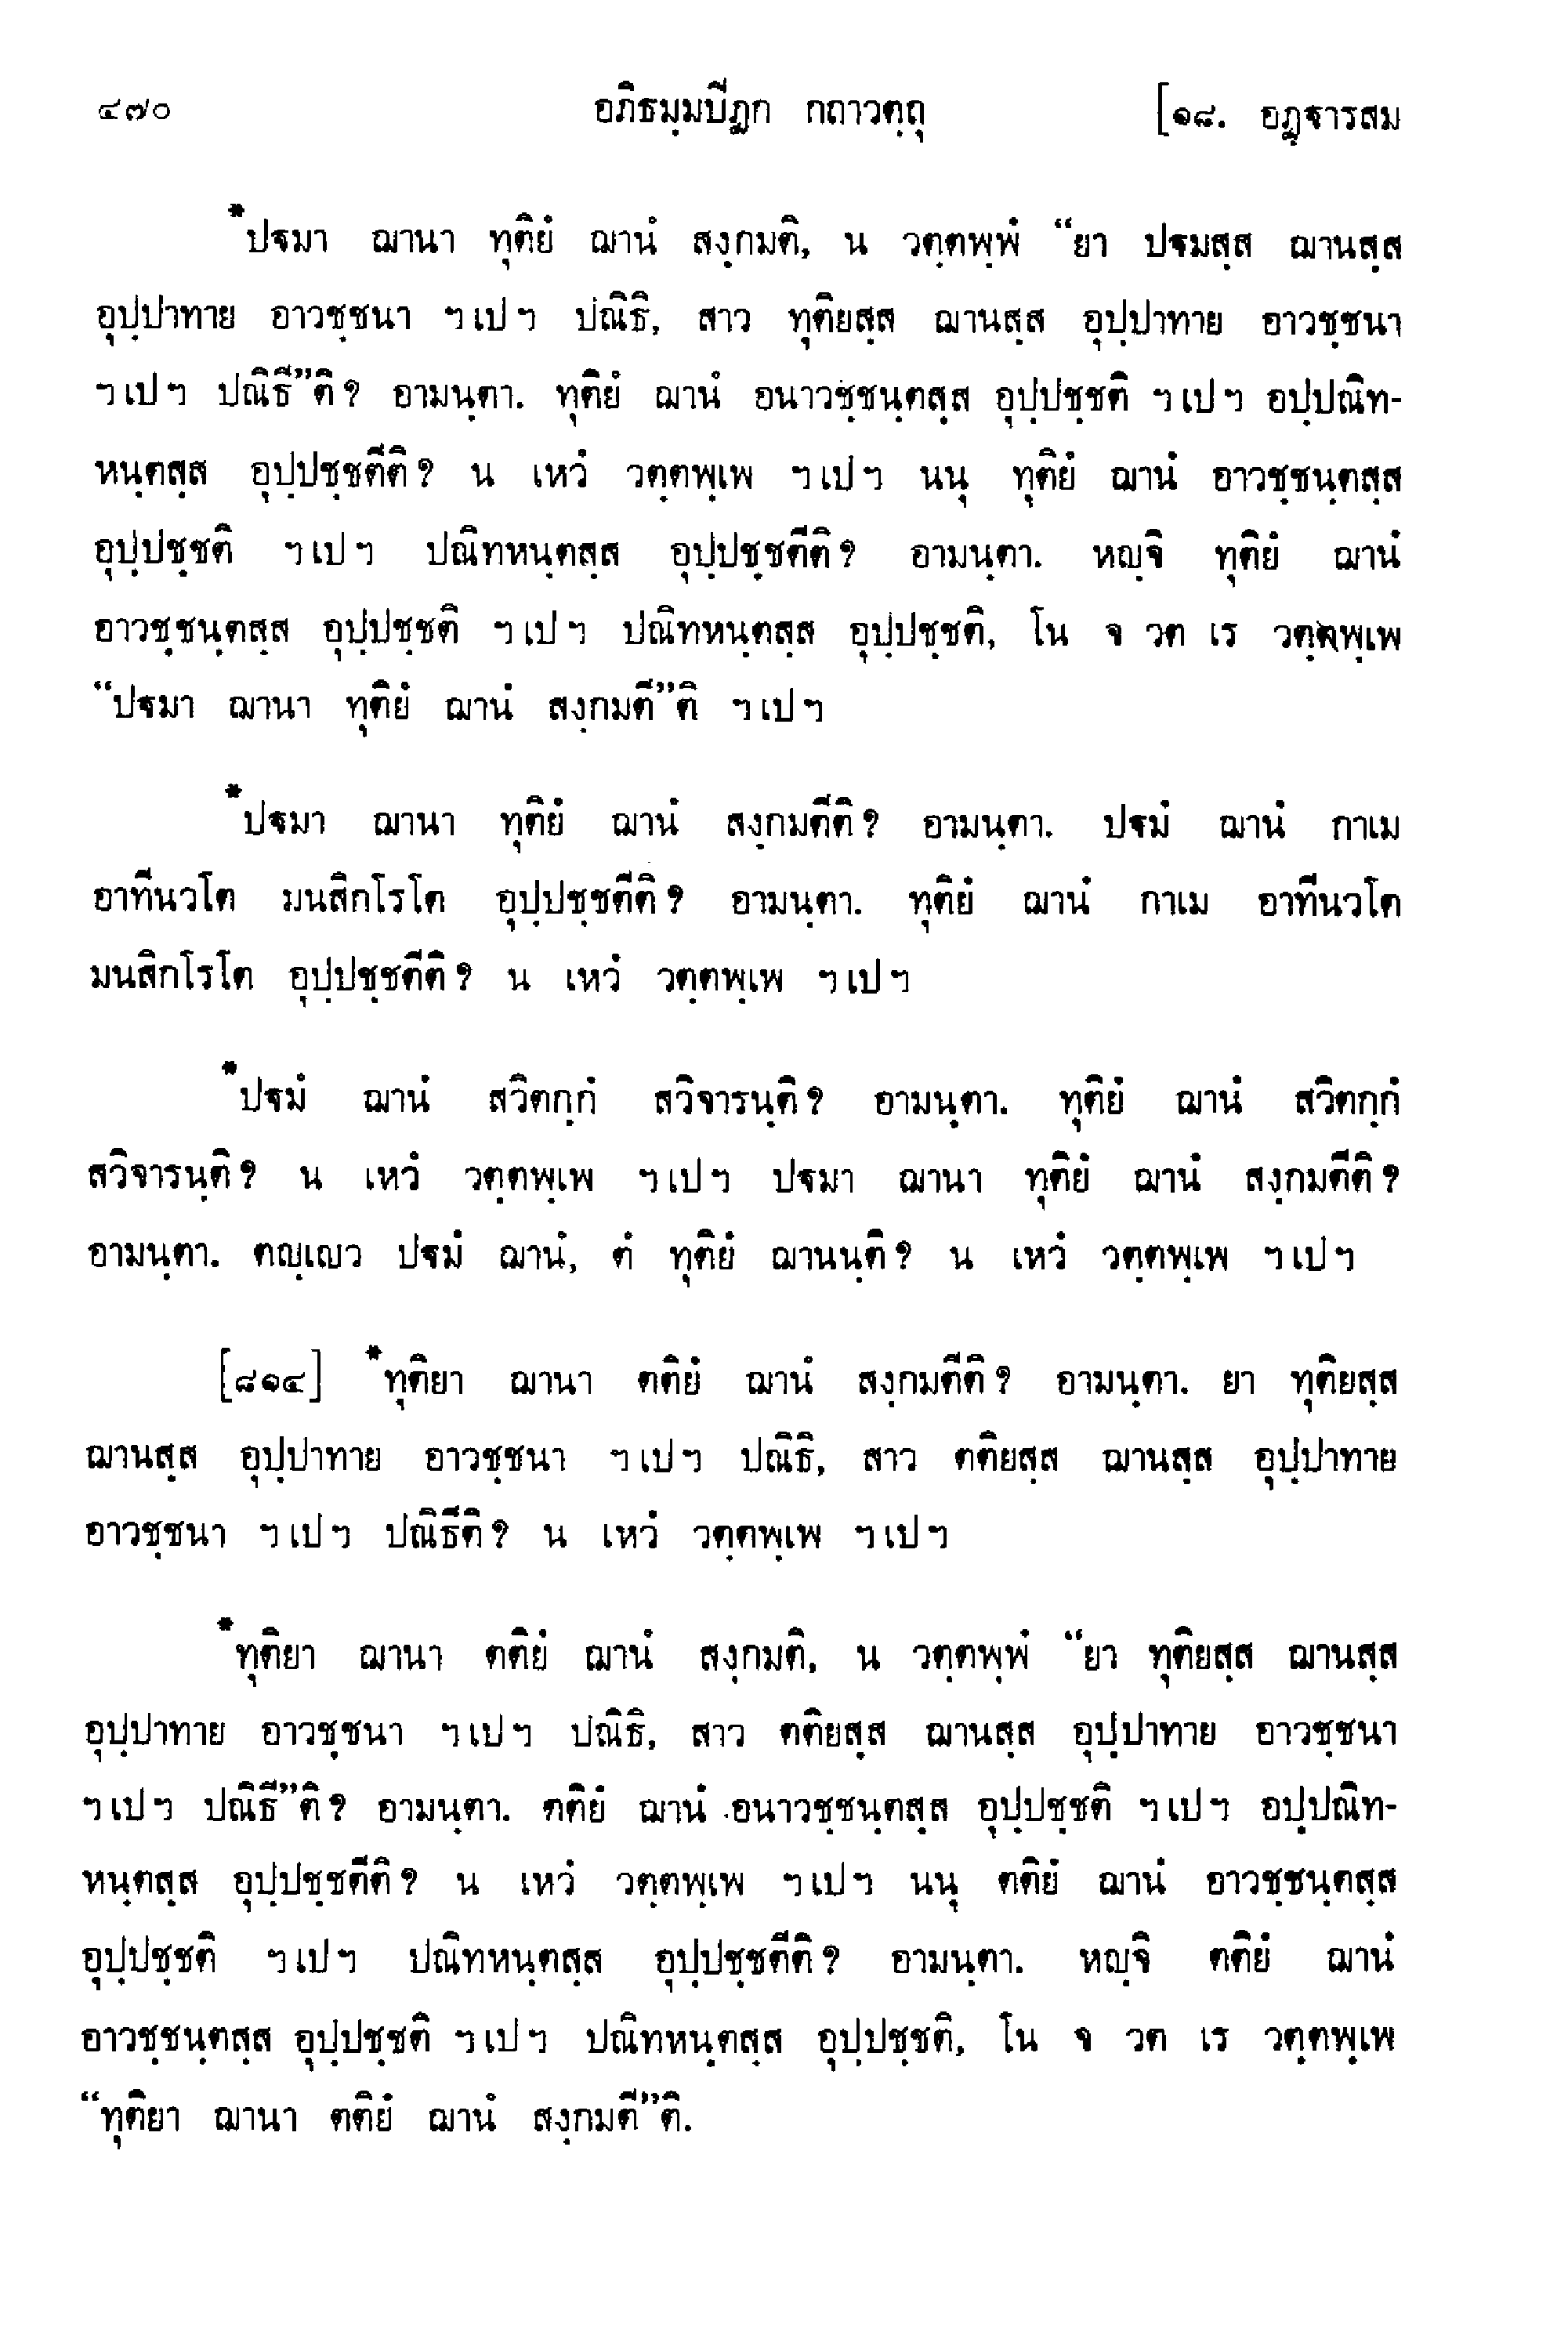 ๔๗๐ อภิธมฺมปิฏก กถาวตฺถุ [๑๘. อฏฺฐารสม
*ปฐมา ฌานา ทุติยํ ฌานํ สงฺกมติ, น วตฺตพฺพํ “ยา ปฐมสฺส ฌานสฺส
อุปฺปาทาย อาวชฺชนา ฯเปฯ ปณิธิ, สาว ทุติยสฺส ฌานสฺส อุปฺปาทาย อาวชฺชนา
ฯเปฯ ปณิธี”ติ? อามนฺตา. ทุติยํ ฌานํ อนาวชฺชนฺตสฺส อุปฺปชฺชติ ฯเปฯ อปฺปณิท-
หนฺตสฺส อุปฺปชฺชตีติ? น เหวํ วตฺตพฺเพ ฯเปฯ นนุ ทุติยํ ฌานํ อาวชฺชนฺตสฺส
อุปฺปชฺชติ ฯเปฯ ปณิทหนฺตสฺส อุปฺปชฺชตีติ? อามนฺตา. หญฺจิ ทุติยํ ฌานํ
อาวชฺชนฺตสฺส อุปฺปชฺชติ ฯเปฯ ปณิทหนฺตสฺส อุปฺปชฺชติ, โน จ วต เร วตฺตพฺเพ
“ปฐมา ฌานา ทุติยํ ฌานํ สงฺกมตี”ติ ฯเปฯ
*ปฐมา ฌานา ทุติยํ ฌานํ สงฺกมตีติ? อามนฺตา. ปฐมํ ฌานํ กาเม
อาทีนวโต มนสิกโรโต อุปฺปชฺชตีติ? อามนฺตา. ทุติยํ ฌานํ กาเม อาทีนวโต
มนสิกโรโต อุปฺปชฺชตีติ? น เหวํ วตฺตพฺเพ ฯเปฯ
*ปฐมํ ฌานํ สวิตกฺกํ สวิจารนฺติ? อามนฺตา. ทุติยํ ฌานํ สวิตกฺกํ
สวิจารนฺติ? น เหวํ วตฺตพฺเพ ฯเปฯ ปฐมา ฌานา ทุติยํ ฌานํ สงฺกมตีติ?
อามนฺตา. ตญฺเญว ปฐมํ ฌานํ, ตํ ทุติยํ ฌานนฺติ? น เหวํ วตฺตพฺเพ ฯเปฯ
[๘๑๔] *ทุติยา ฌานา ตติยํ ฌานํ สงฺกมตีติ? อามนฺตา. ยา ทุติยสฺส
ฌานสฺส อุปฺปาทาย อาวชฺชนา ฯเปฯ ปณิธิ, สาว ตติยสฺส ฌานสฺส อุปฺปาทาย
อาวชฺชนา ฯเปฯ ปณิธีติ? น เหวํ วตฺตพฺเพ ฯเปฯ
*ทุติยา ฌานา ตติยํ ฌานํ สงฺกมติ, น วตฺตพฺพํ “ยา ทุติยสฺส ฌานสฺส
อุปฺปาทาย อาวชฺชนา ฯเปฯ ปณิธิ, สาว ตติยสฺส ฌานสฺส อุปฺปาทาย อาวชฺชนา
ฯเปฯ ปณิธี”ติ? อามนฺตา. ตติยํ ฌานํ อนาวชฺชนฺตสฺส อุปฺปชฺชติ ฯเปฯ อปฺปณิท-
หนฺตสฺส อุปฺปชฺชตีติ? น เหวํ วตฺตพฺเพ ฯเปฯ นนุ ตติยํ ฌานํ อาวชฺชนฺตสฺส
อุปฺปชฺชติ ฯเปฯ ปณิทหนฺตสฺส อุปฺปชฺชตีติ? อามนฺตา. หญฺจิ ตติยํ ฌานํ
อาวชฺชนฺตสฺส อุปฺปชฺชติ ฯเปฯ ปณิทหนฺตสฺส อุปฺปชฺชติ, โน จ วต เร วตฺตพฺเพ
“ทุติยา ฌานา ตติยํ ฌานํ สงฺกมตี”ติ.